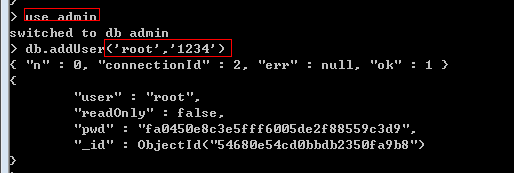 > use admin
switched to db admin
> db.addUser('root','1234')
{ "n" : 0, "connectionId" : 2, "err" : null, "ok" : 1 }
{
"user" : "root",
"readOnly" : false,
"pwd" : "fa0450e8c3e5fff6005de2f88559c3d9",
"_id" : ObjectId("54680e54cd0bbdb2350fa9b8")
}